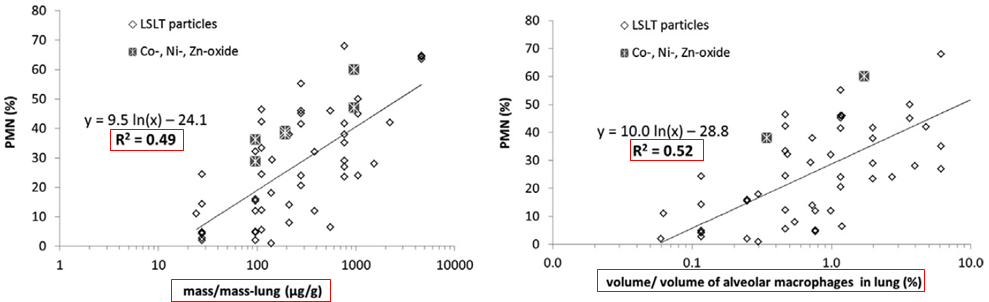 80
70
60
50
40
30
20
10
0
PMN (%)
LSLT particles
Co-, Ni-, Zn-oxide
y = 9.5 ln(x) – 24.1
R² = 0.49
1
10
100
1000
10000
mass/mass-lung (µg/g)
80
70
60
50
40
30
20
10
0
PMN (%)
LSLT particles
Co-, Ni-, Zn-oxide
y = 10.0 ln(x) – 28.8
R² = 0.52
0.0
0.1
1.0
10.0
volume/ volume of alveolar macrophages in lung (%)